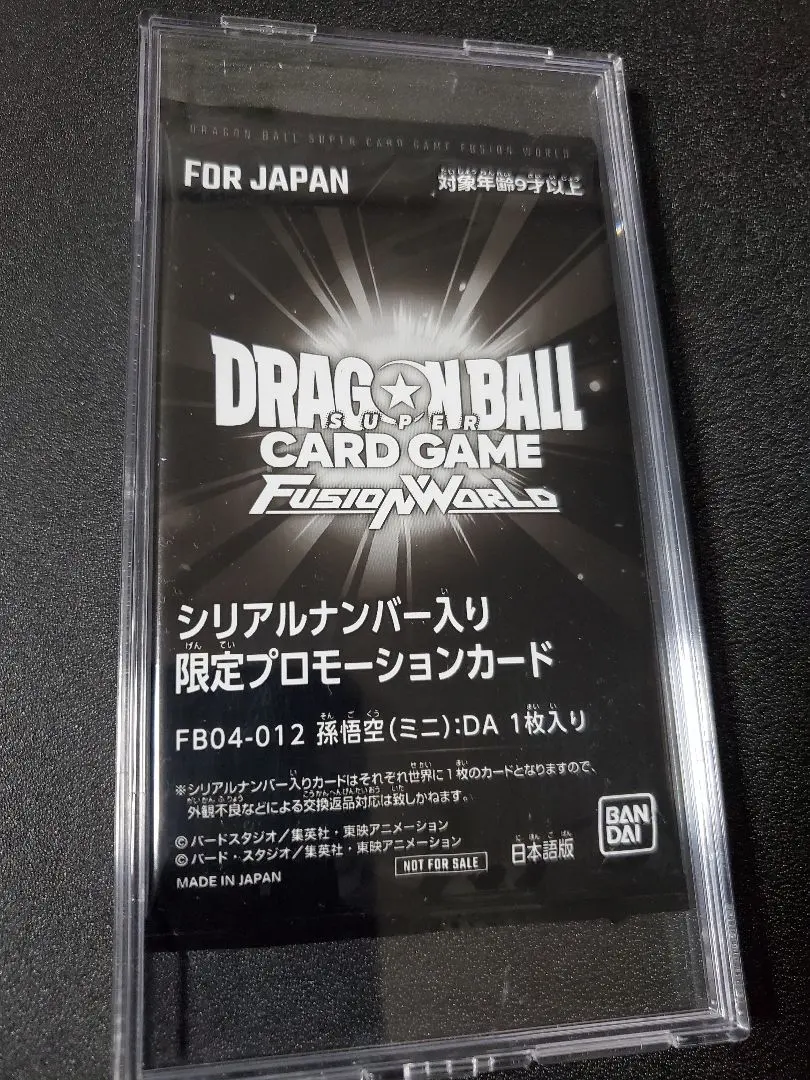 DRAGON BALL SUPER CARD GAME FUSION WORLD
FOR JAPAN
対象年齢9才以上
DRAGON BALL
SUPER
CARD GAME
FUSION WORLD
シリアルナンバー入り
限定プロモーションカード
FB04-012 孫悟空(ミニ):DA 1枚入り
※シリアルナンバー入りカードはそれぞれ世界に1枚のカードとなりますので、
外観不良などによる交換返品対応は致しかねます。
©バードスタジオ/集英社・東映アニメーション
©バード・スタジオ/集英社・東映アニメーション
MADE IN JAPAN
NOT FOR SALE
日本語版
BAN
DAI